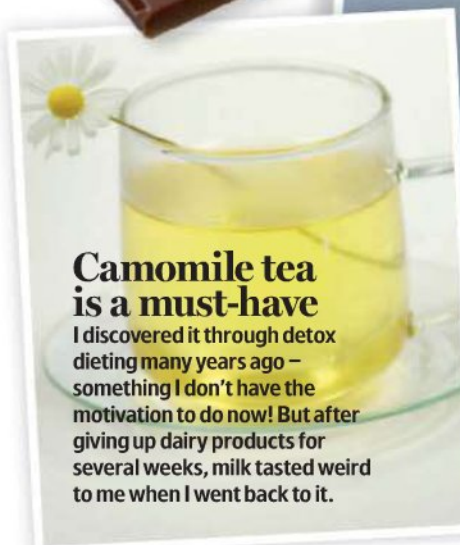 Camomile tea
is a must-have
I discovered it through detox
dieting many years ago –
something I don't have the
motivation to do now! But after
giving up dairy products for
several weeks, milk tasted weird
to me when I went back to it.